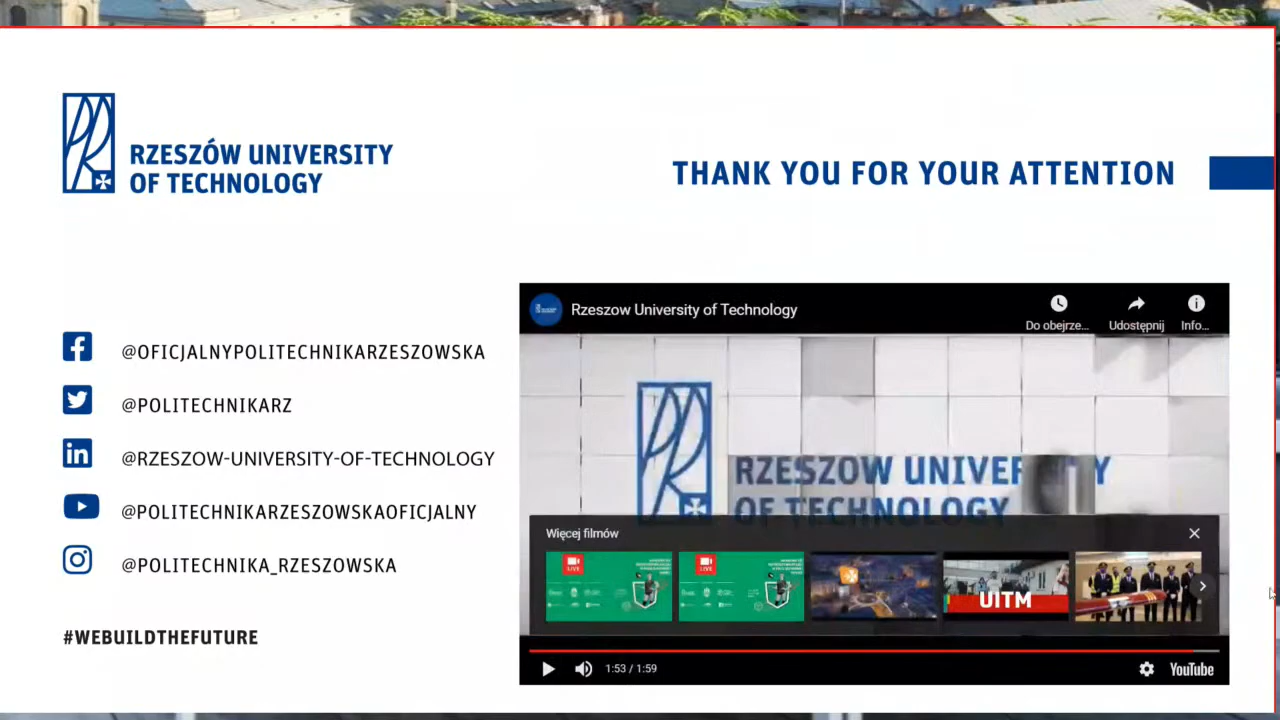 RZESZÓW UNIVERSITY
OF TECHNOLOGY
THANK YOU FOR YOUR ATTENTION
@OFICJALNYPOLITECHNIKARZESZOWSKA
@POLITECHNIKARZ
@RZESZOW-UNIVERSITY-OF-TECHNOLOGY
@POLITECHNIKARZESZOWSKAOFICJALNY
@POLITECHNIKA_RZESZOWSKA
#WEBUILDTHEFUTURE
Rzeszow University of Technology
Do obejrze...
Udostępnij
Info...
RZESZOW UNIVER Y
OF TECHNOLOGY
Więcej filmów
LIVE
LIVE
UITM
1:53 / 1:59
YouTube